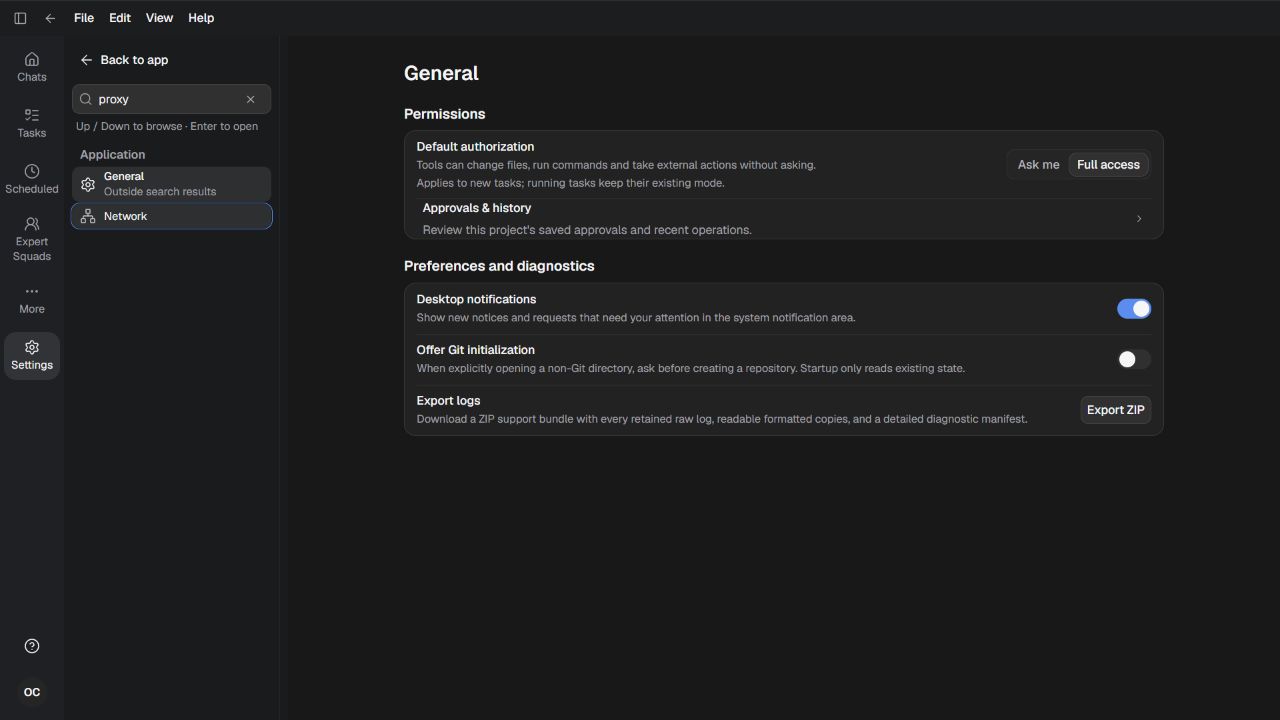 File Edit View Help
Chats
Tasks
Scheduled
Expert
Squads
More
Settings
OC
Back to app
proxy
Up / Down to browse · Enter to open
Application
General
Outside search results
Network
General
Permissions
Default authorization
Tools can change files, run commands and take external actions without asking.
Applies to new tasks; running tasks keep their existing mode.
Ask me Full access
Approvals & history
Review this project's saved approvals and recent operations.
Preferences and diagnostics
Desktop notifications
Show new notices and requests that need your attention in the system notification area.
Offer Git initialization
When explicitly opening a non-Git directory, ask before creating a repository. Startup only reads existing state.
Export logs
Download a ZIP support bundle with every retained raw log, readable formatted copies, and a detailed diagnostic manifest.
Export ZIP